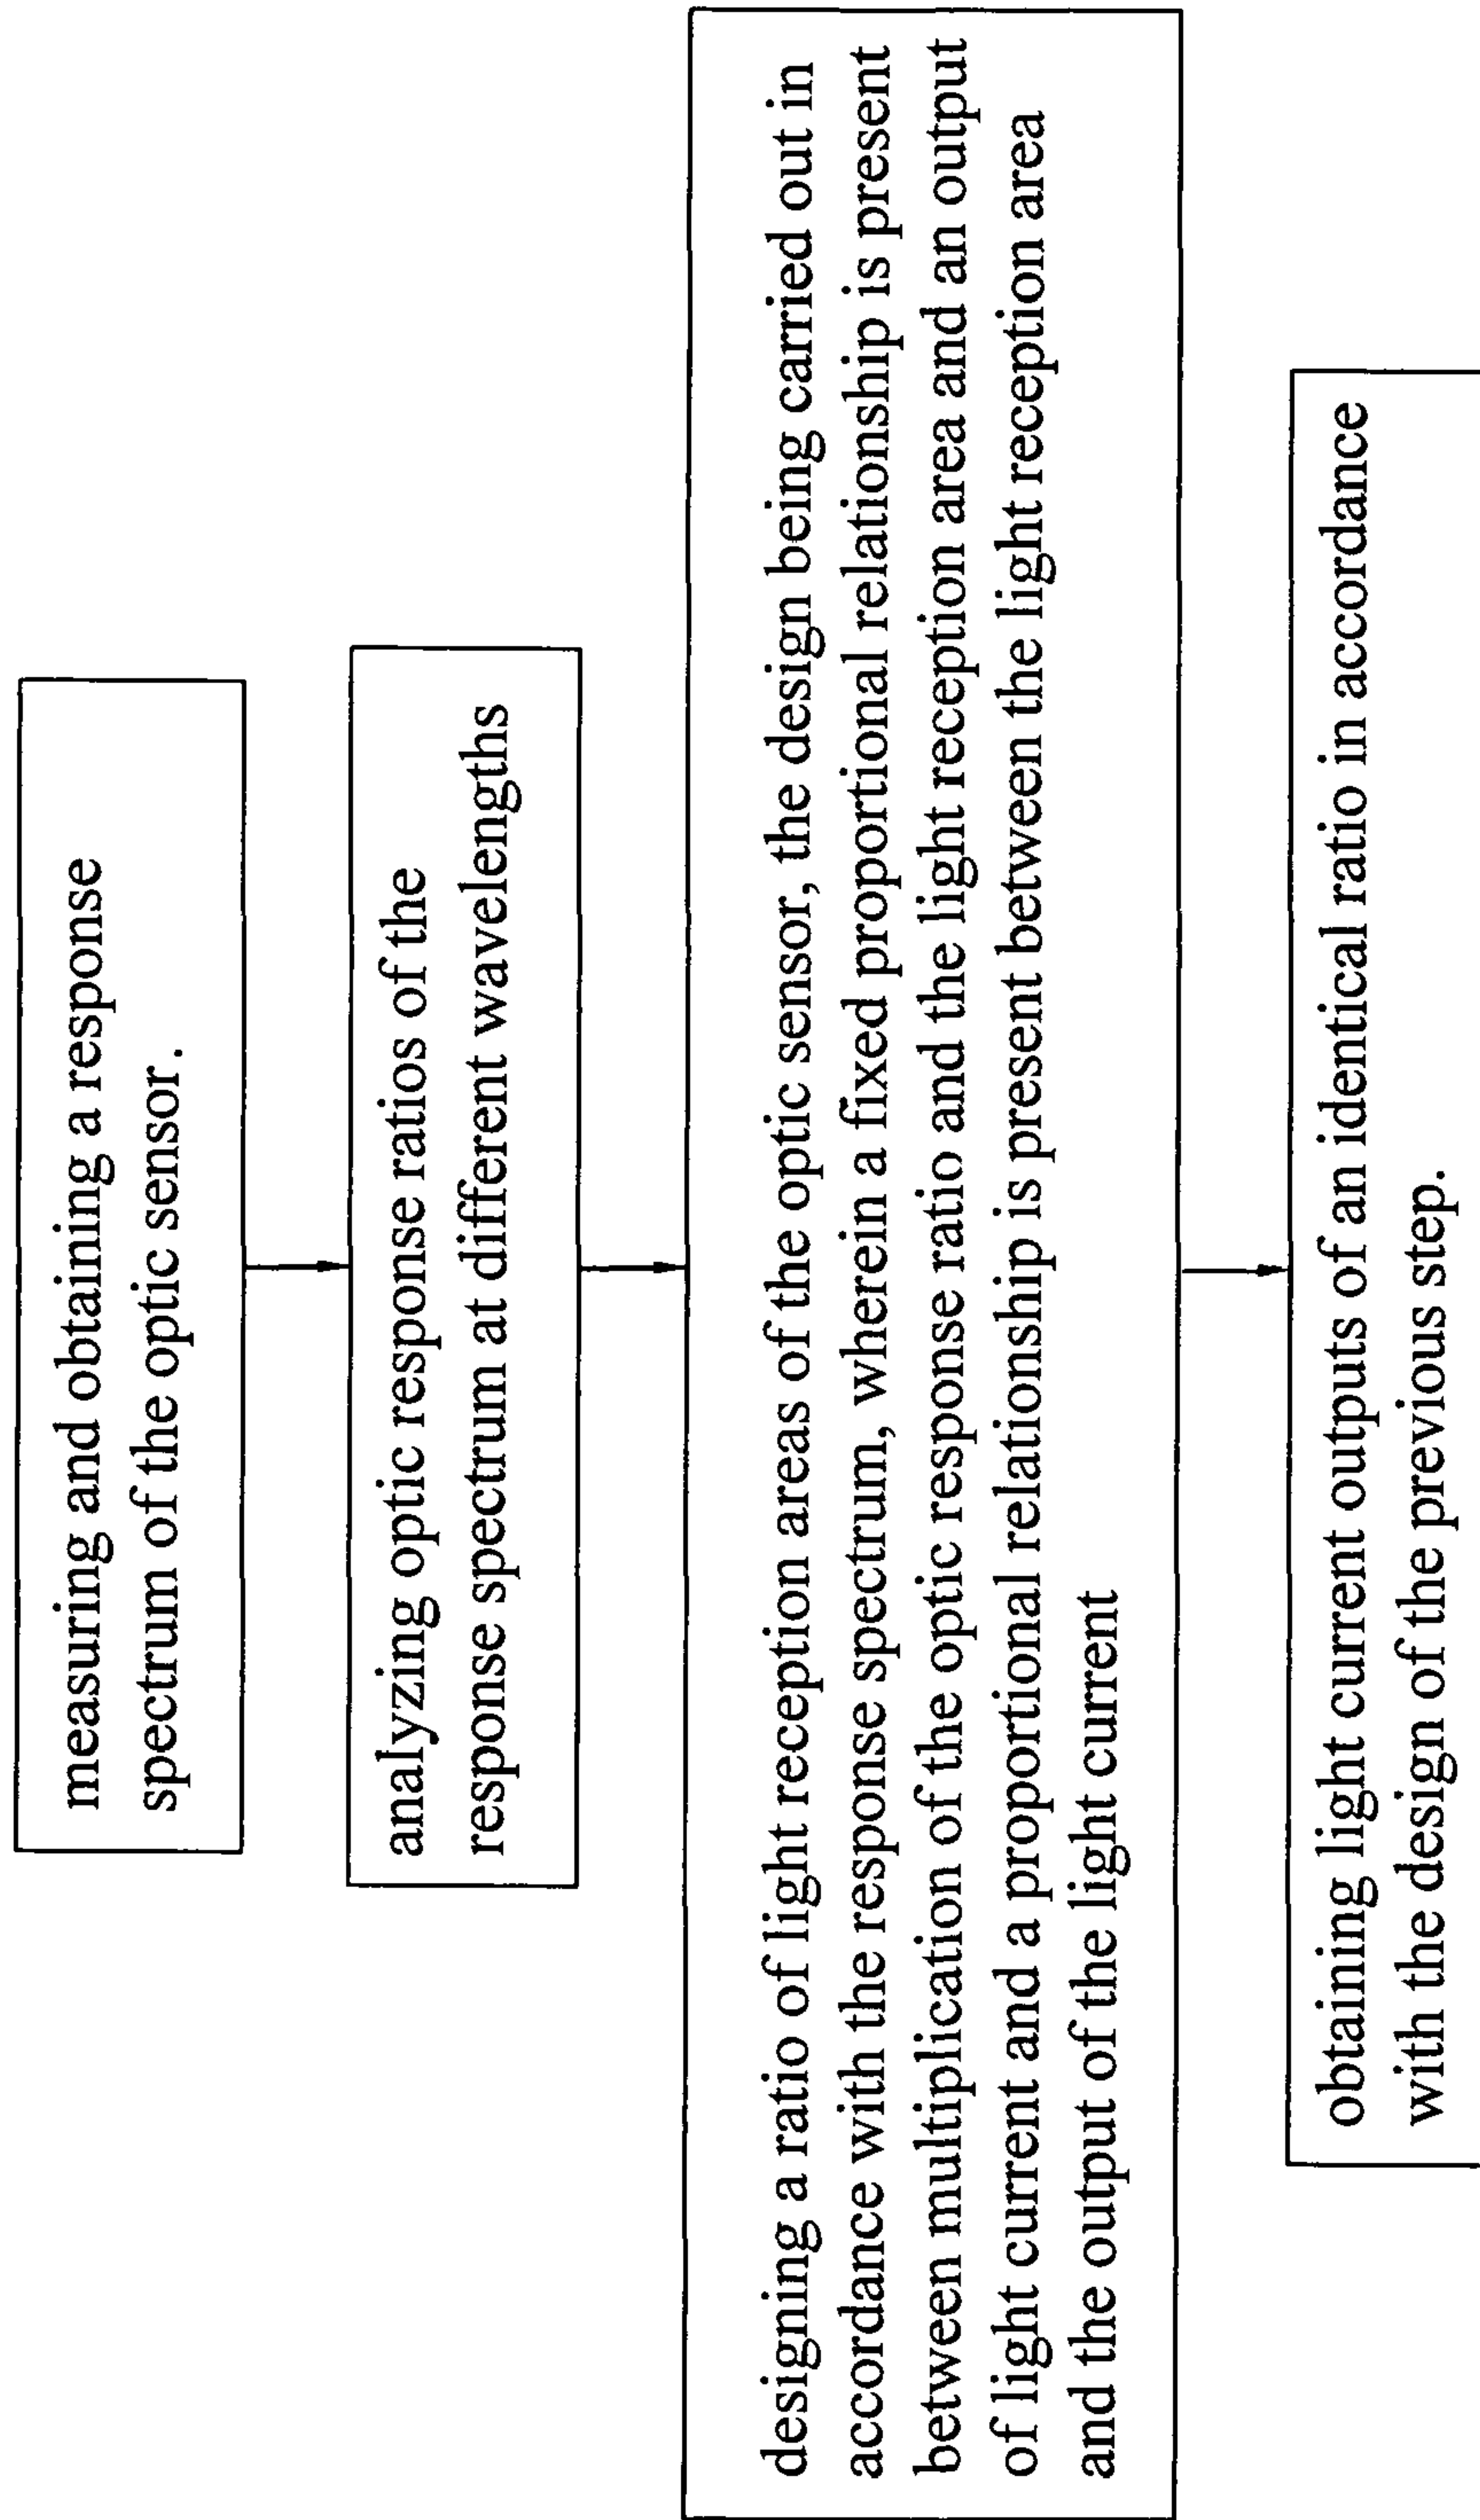 measuring and obtaining a response
spectrum of the optic sensor.
analyzing optic response ratios of the
response spectrum at different wavelengths
designing a ratio of light reception areas of the optic sensor, the design being carried out in
accordance with the response spectrum, wherein a fixed proportional relationship is present
between multiplication of the optic response ratio and the light reception area and an output
of light current and a proportional relationship is present between the light reception area
and the output of the light current
obtaining light current outputs of an identical ratio in accordance
with the design of the previous step.